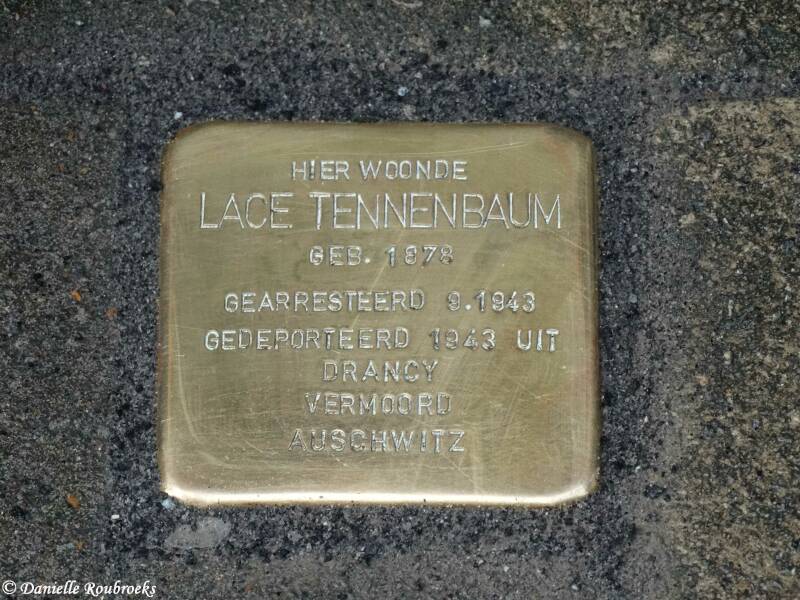 HIER WOONDE
LACE TENNENBAUM
GEB. 1878
GEARRESTEERD 9.1943
GEDEPORTEERD 1943 UIT
DRANCY
VERMOORD
AUSCHWITZ
© Danielle Roubroeks